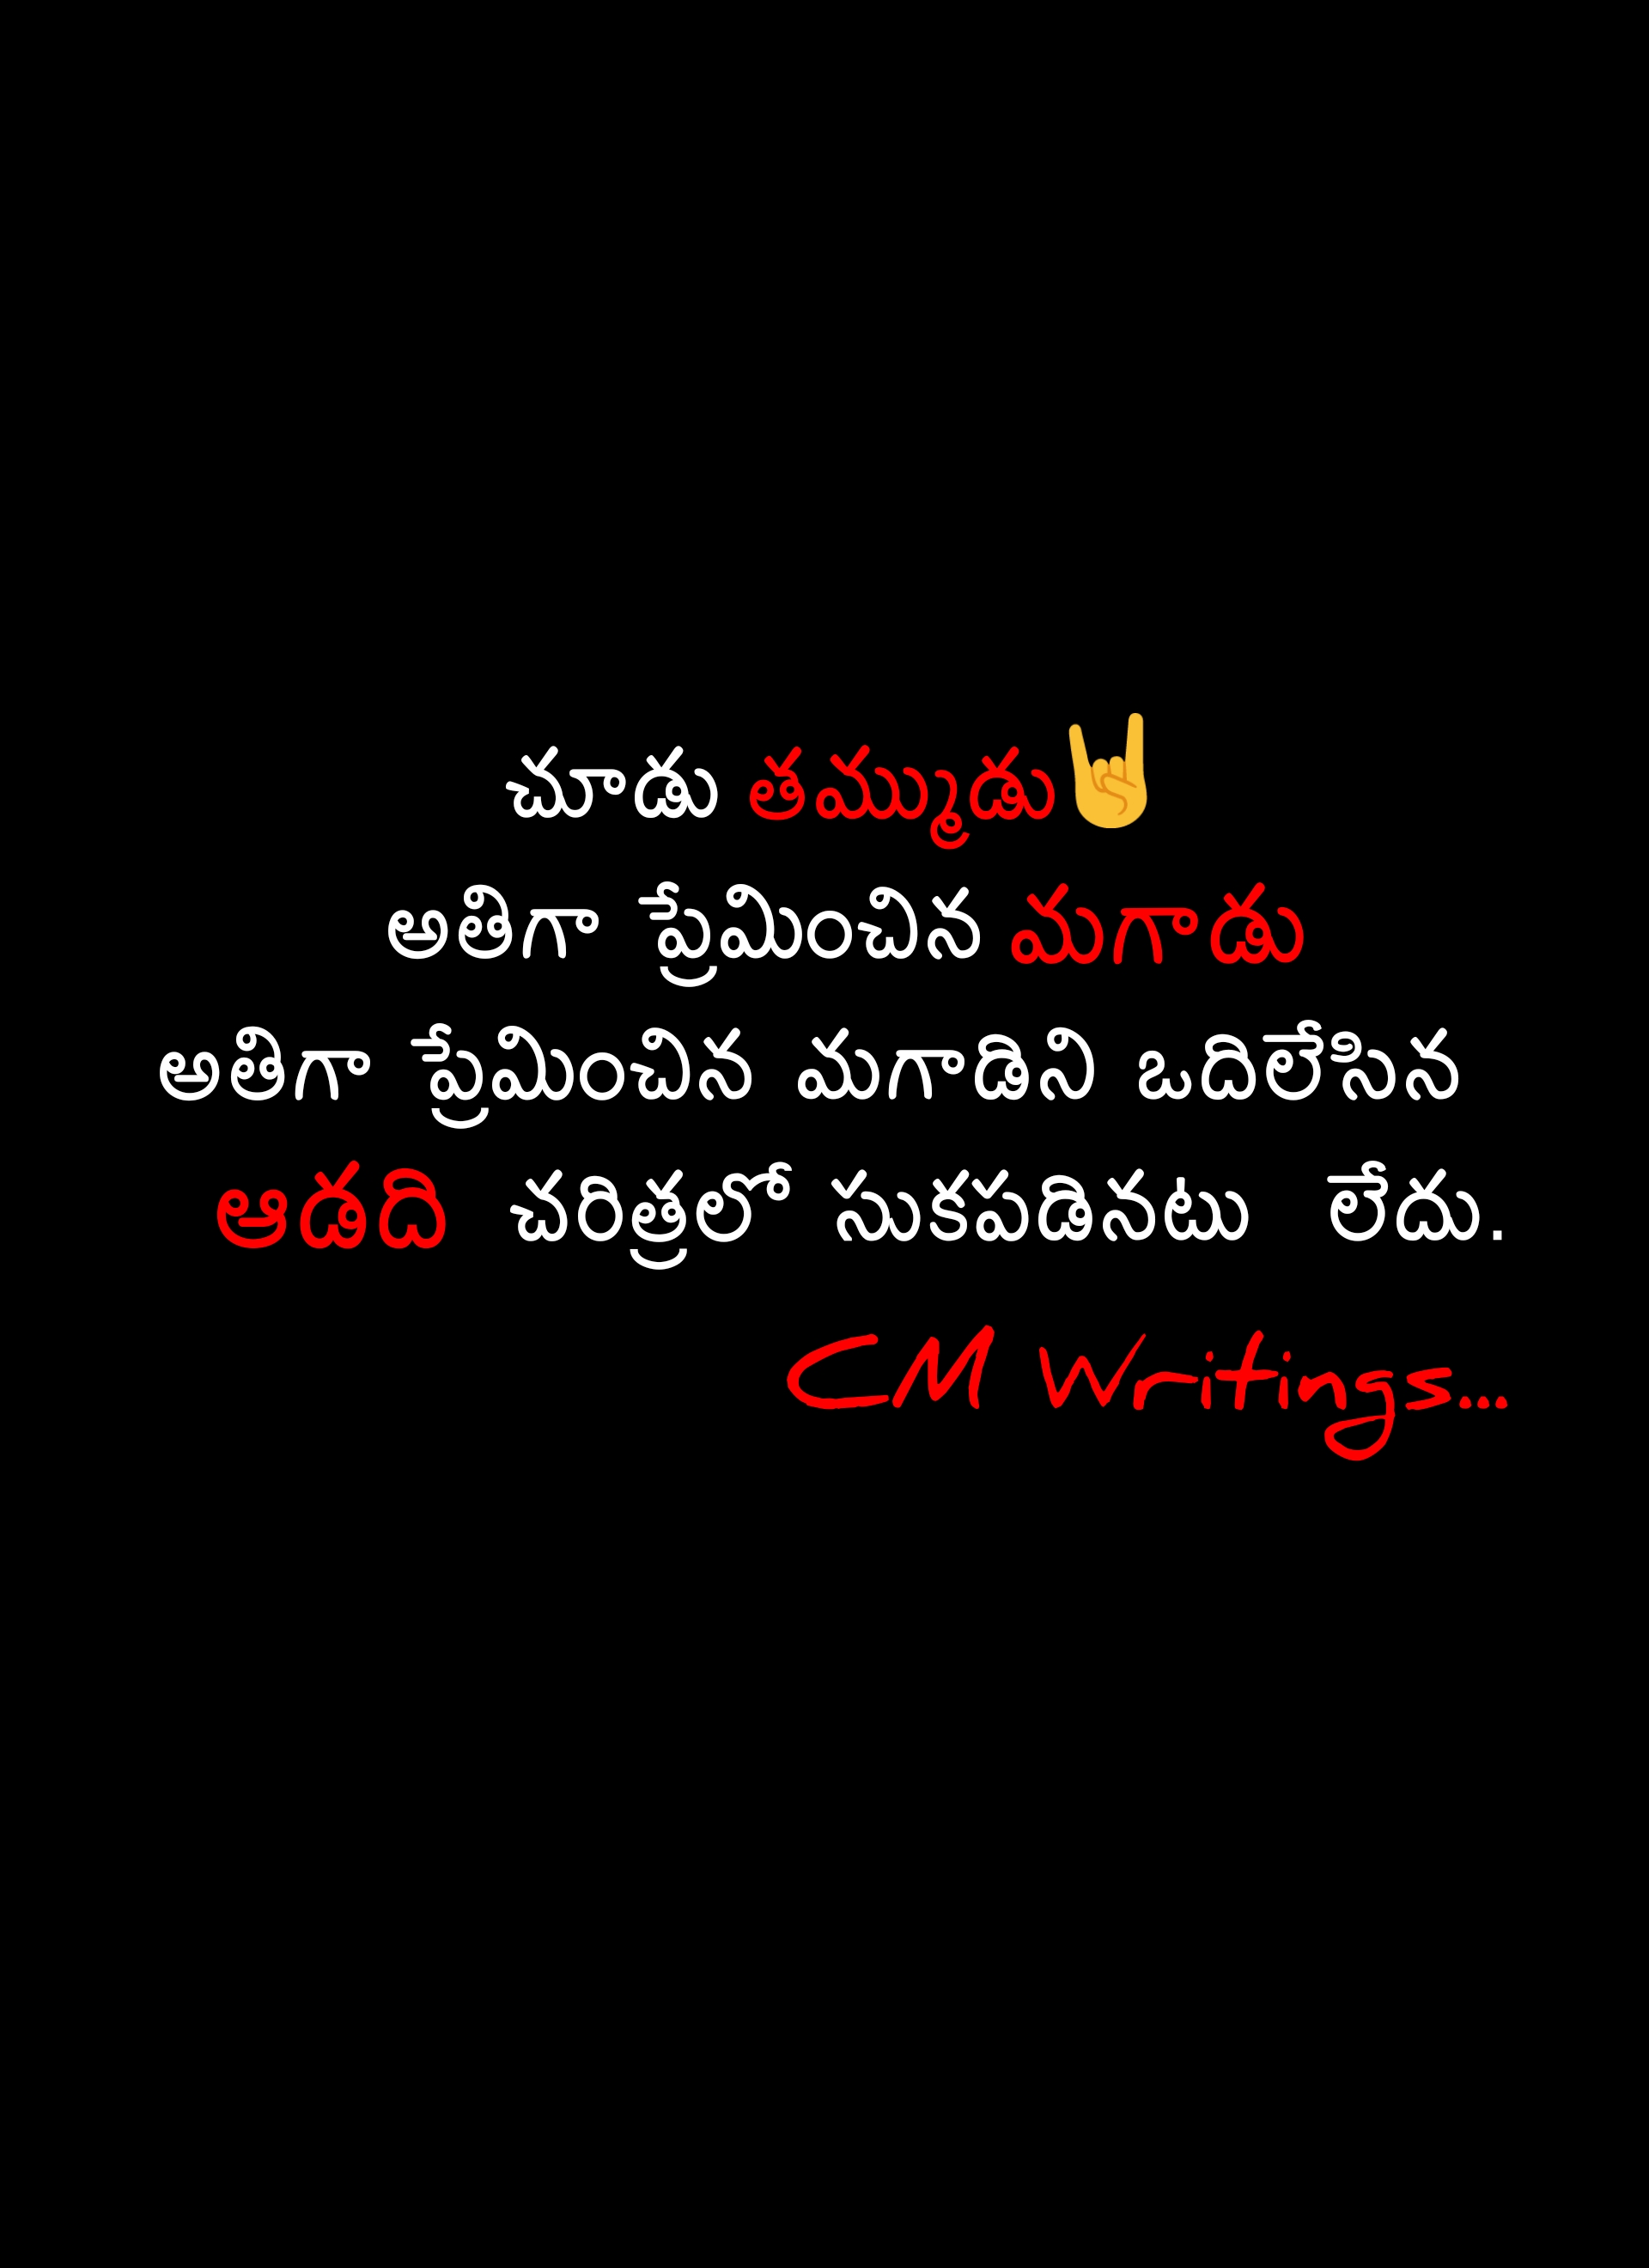 చూడు తమ్ముడు🤘
అతిగా ప్రేమించిన మగాడు
అతిగా ప్రేమించిన మగాడిని ఒదిలేసిన
ఆడది చరిత్రలో సుకపడినటు లేదు.
CM Writings...